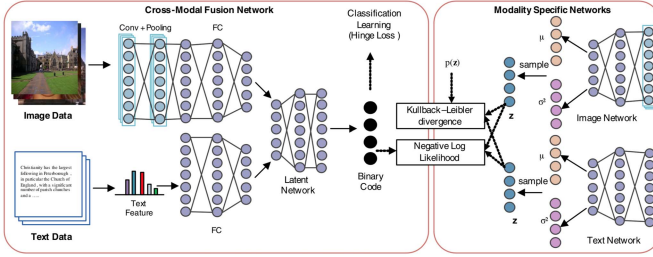 Cross-Modal Fusion Network
Conv + Pooling
FC
Classification
Learning
(Hinge Loss )
Image Data
Christianity has the largest
following in Peterborough ,
in particular the Church of
England , with a significant
number of parish churches
and a ......
Text Data
Text
Feature
FC
Latent
Network
Binary
Code
Modality Specific Networks
p(z)
Kullback–Leibler
divergence
Negative Log
Likelihood
z
sample
μ
σ²
Image Network
z
sample
μ
σ²
Text Network